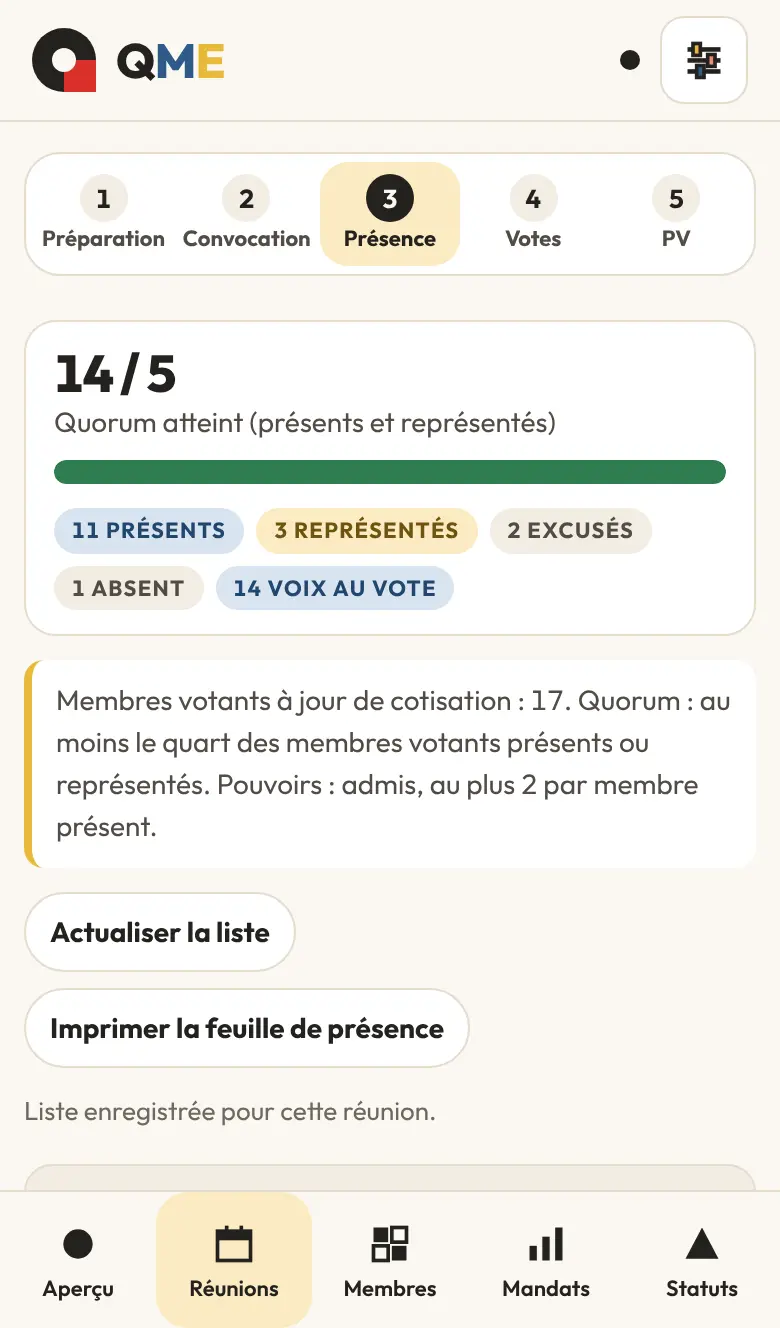 QME
1
Préparation
2
Convocation
3
Présence
4
Votes
5
PV
14 / 5
Quorum atteint (présents et représentés)
11 PRÉSENTS
3 REPRÉSENTÉS
2 EXCUSÉS
1 ABSENT
14 VOIX AU VOTE
Membres votants à jour de cotisation : 17. Quorum : au
moins le quart des membres votants présents ou
représentés. Pouvoirs : admis, au plus 2 par membre
présent.
Actualiser la liste
Imprimer la feuille de présence
Liste enregistrée pour cette réunion.
Aperçu
Réunions
Membres
Mandats
Statuts